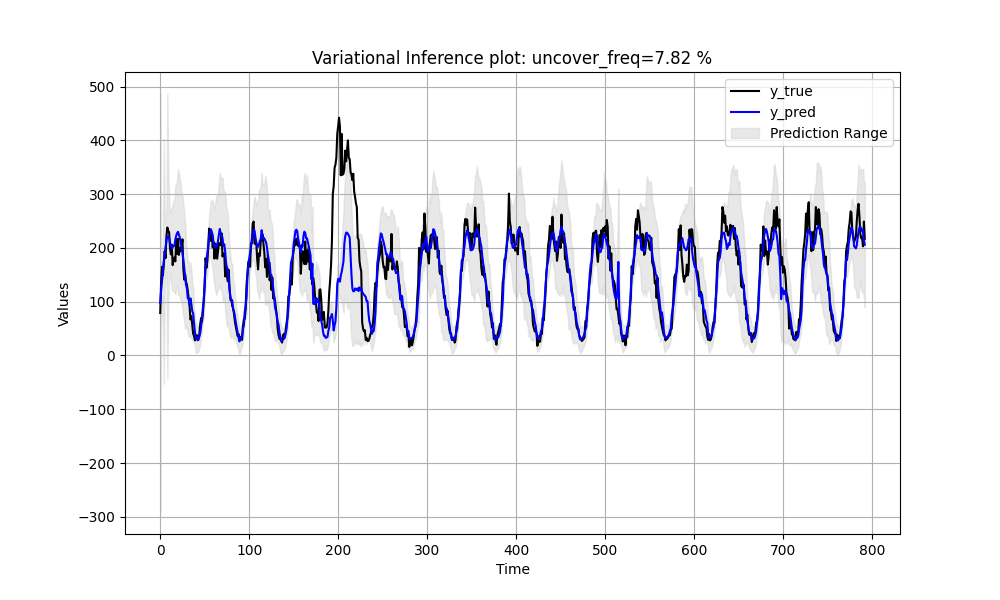 Variational Inference plot: uncover_freq=7.82 %
y_true
y_pred
Prediction Range
Values
500
400
300
200
100
0
−100
−200
−300
0 100 200 300 400 500 600 700 800
Time